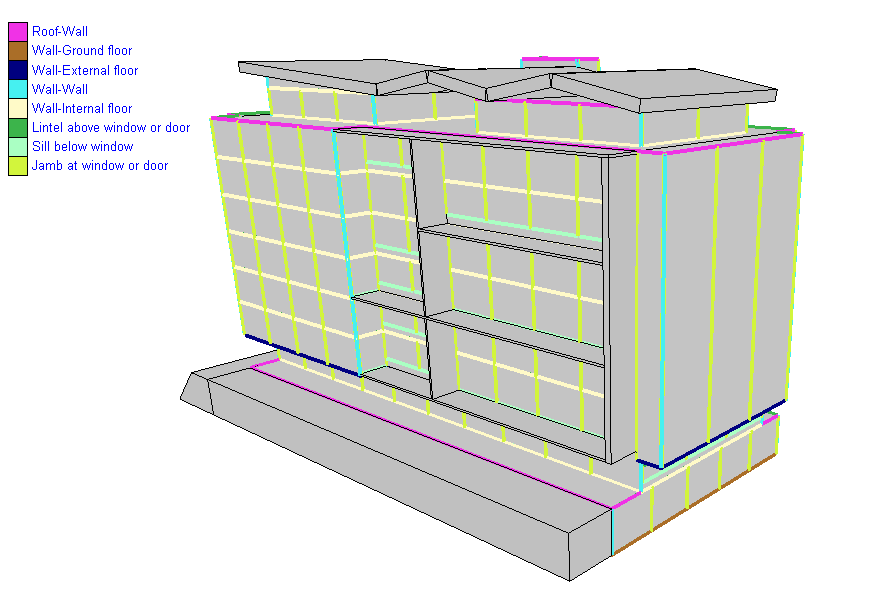 Roof-Wall
Wall-Ground floor
Wall-External floor
Wall-Wall
Wall-Internal floor
Lintel above window or door
Sill below window
Jamb at window or door